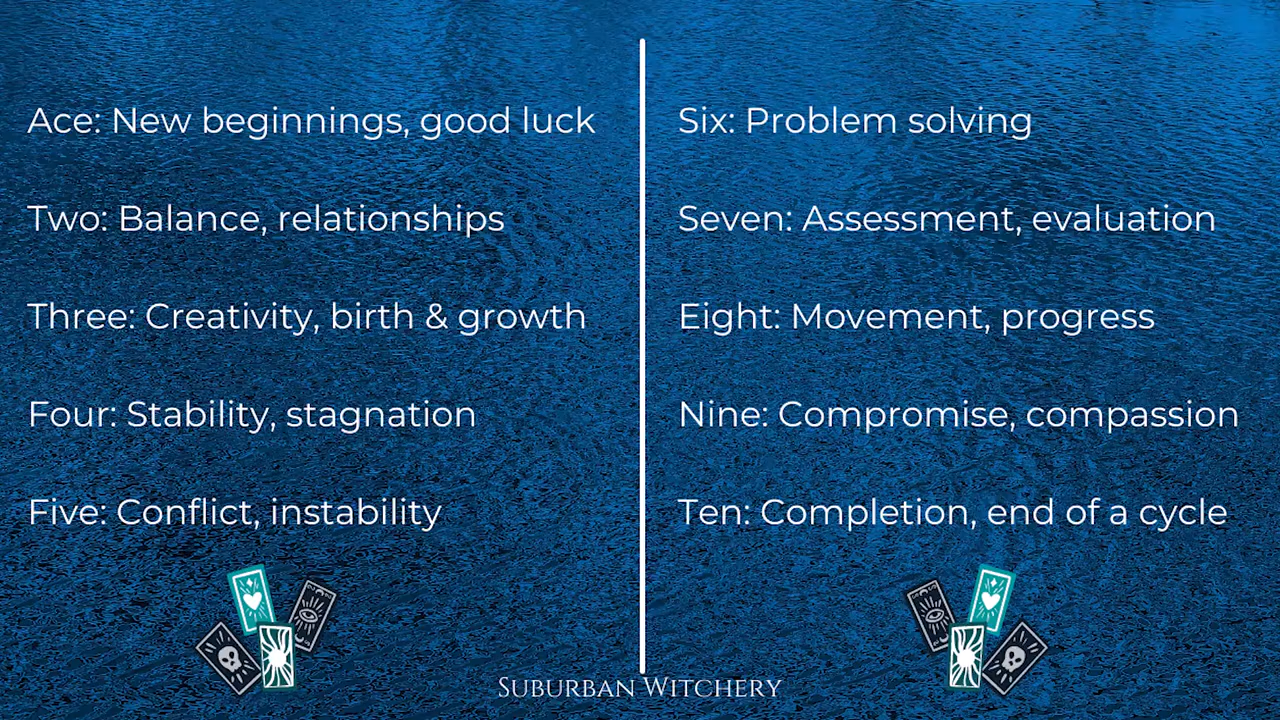 Ace: New beginnings, good luck
Two: Balance, relationships
Three: Creativity, birth & growth
Four: Stability, stagnation
Five: Conflict, instability
Six: Problem solving
Seven: Assessment, evaluation
Eight: Movement, progress
Nine: Compromise, compassion
Ten: Completion, end of a cycle
Suburban Witchery